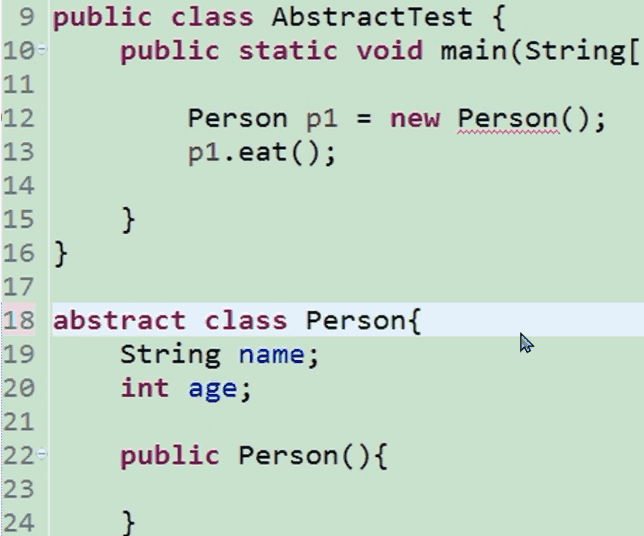 9 public class AbstractTest {
10 public static void main(String[
11
12 Person p1 = new Person();
13 p1.eat();
14
15 }
16 }
17
18 abstract class Person{
19 String name;
20 int age;
21
22 public Person(){
23
24 }